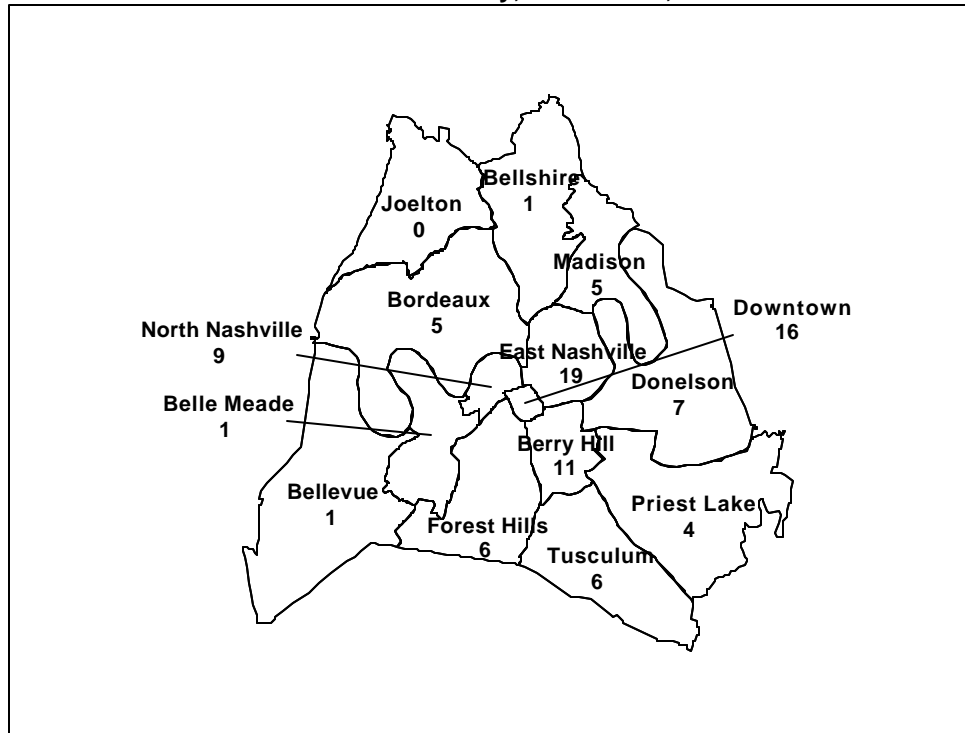 Bellshire
1
Joelton
0
Madison
5
Bordeaux
5
Downtown
16
North Nashville
9
East Nashville
19
Donelson
7
Belle Meade
1
Berry Hill
11
Bellevue
1
Priest Lake
4
Forest Hills
6
Tusculum
6